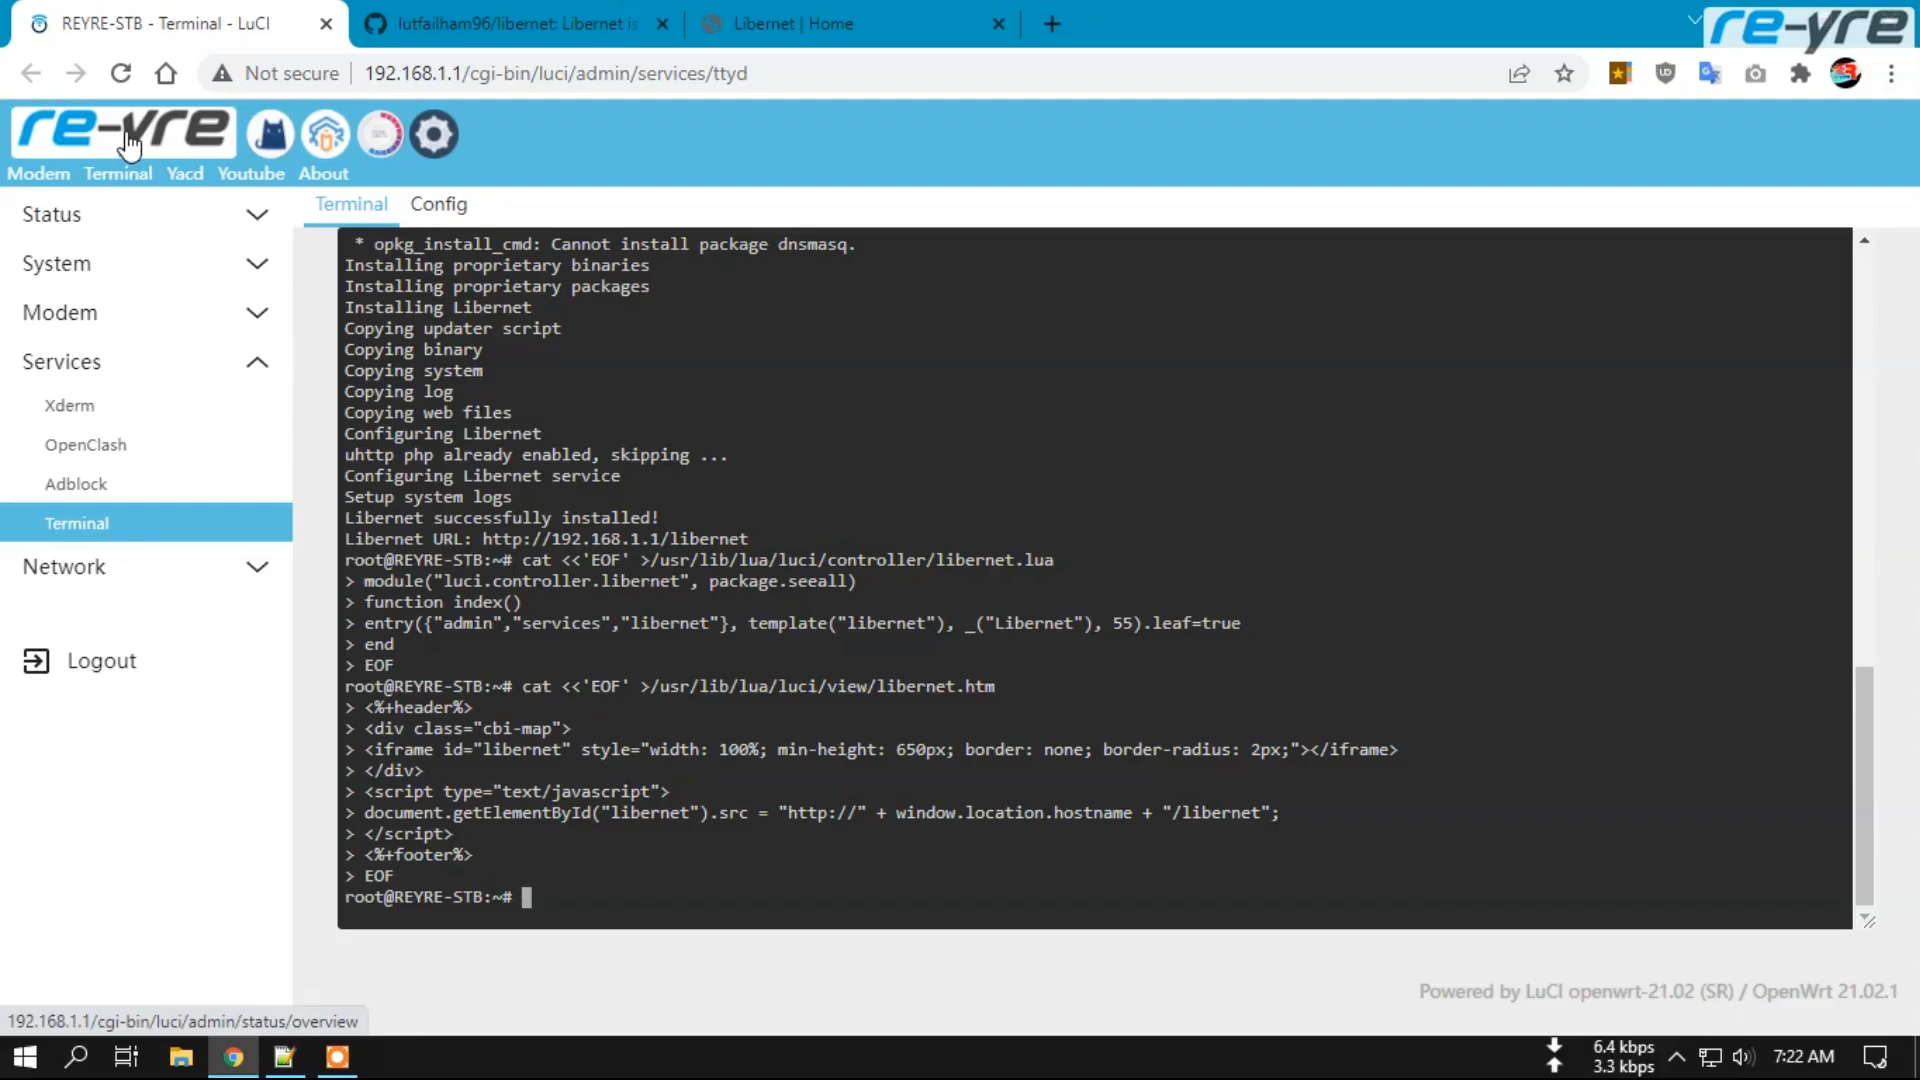 REYRE-STB - Terminal - LuCI
lutfailham96/libernet: Libernet is
Libernet | Home
re-yre
Not secure
192.168.1.1/cgi-bin/luci/admin/services/ttyd
re-yre
Modem Terminal Yacd Youtube About
Status
System
Modem
Services
Xderm
OpenClash
Adblock
Terminal
Network
Logout
Terminal Config
* opkg_install_cmd: Cannot install package dnsmasq.
Installing proprietary binaries
Installing proprietary packages
Installing Libernet
Copying updater script
Copying binary
Copying system
Copying log
Copying web files
Configuring Libernet
uhttp php already enabled, skipping ...
Configuring Libernet service
Setup system logs
Libernet successfully installed!
Libernet URL: http://192.168.1.1/libernet
root@REYRE-STB:~# cat <<'EOF' >/usr/lib/lua/luci/controller/libernet.lua
> module("luci.controller.libernet", package.seeall)
> function index()
> entry({"admin","services","libernet"}, template("libernet"), _("Libernet"), 55).leaf=true
> end
> EOF
root@REYRE-STB:~# cat <<'EOF' >/usr/lib/lua/luci/view/libernet.htm
> <%+header%>
> <div class="cbi-map">
> <iframe id="libernet" style="width: 100%; min-height: 650px; border: none; border-radius: 2px;"></iframe>
> </div>
> <script type="text/javascript">
> document.getElementById("libernet").src = "http://" + window.location.hostname + "/libernet";
> </script>
> <%+footer%>
> EOF
root@REYRE-STB:~#
Powered by LuCI openwrt-21.02 (SR) / OpenWrt 21.02.1
192.168.1.1/cgi-bin/luci/admin/status/overview
6.4 kbps
3.3 kbps
7:22 AM